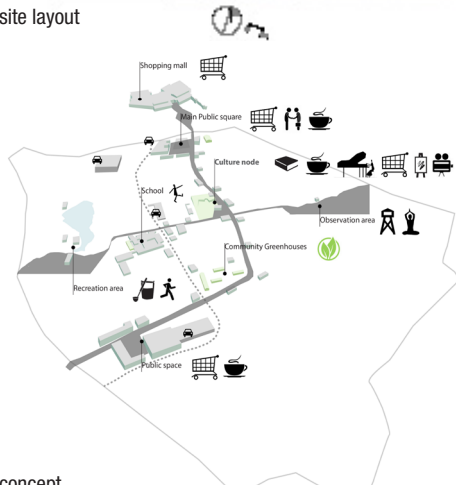 site layout
Shopping mall
Main Public square
Culture node
School
Observation area
Community Greenhouses
Recreation area
Public space
concept